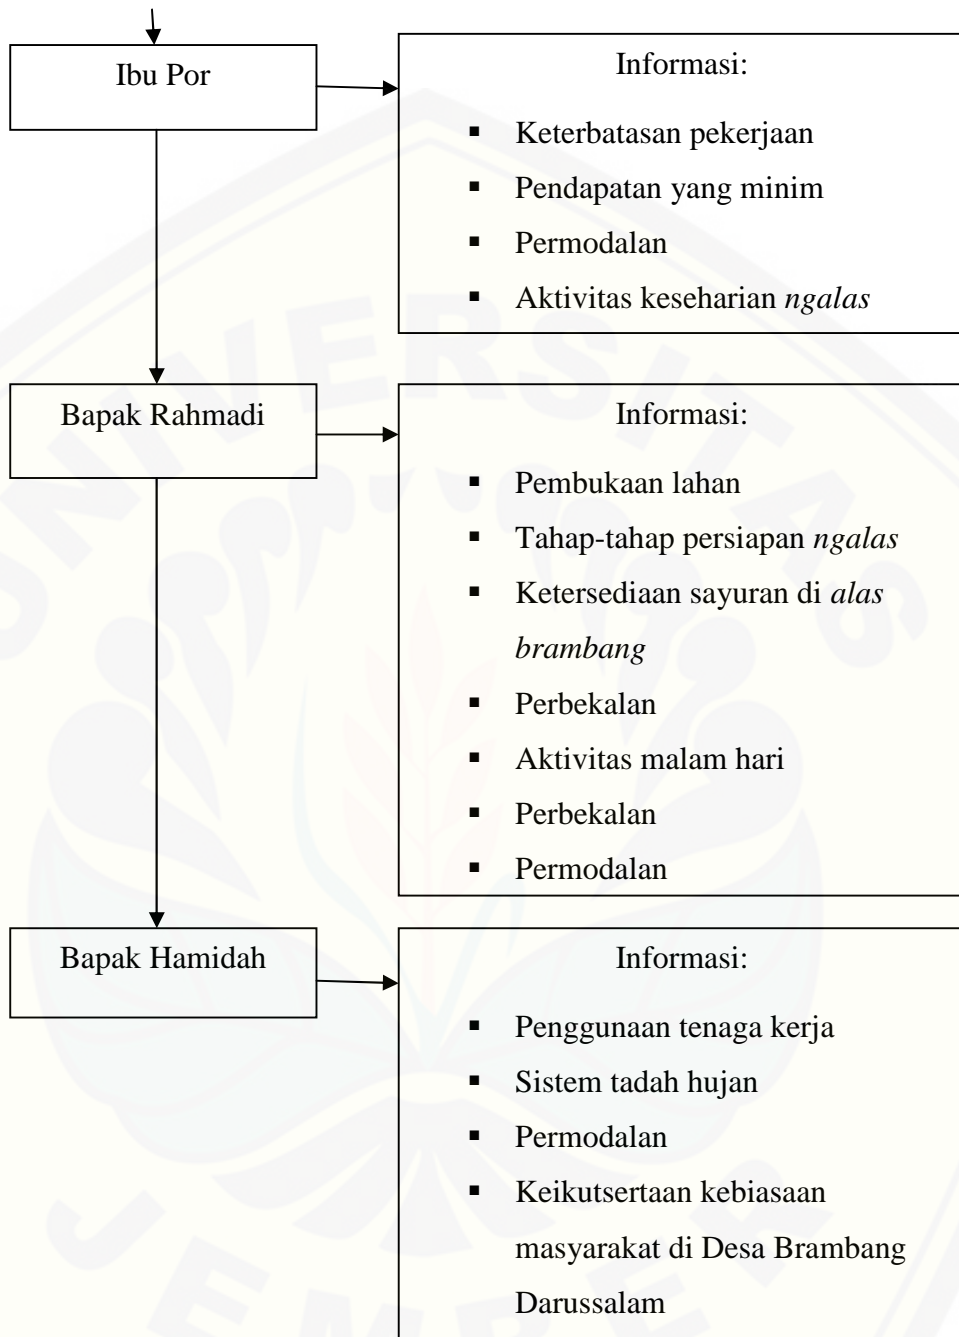 Ibu Por
Informasi:
▪ Keterbatasan pekerjaan
▪ Pendapatan yang minim
▪ Permodalan
▪ Aktivitas keseharian ngalas
Bapak Rahmadi
Informasi:
▪ Pembukaan lahan
▪ Tahap-tahap persiapan ngalas
▪ Ketersediaan sayuran di alas
brambang
▪ Perbekalan
▪ Aktivitas malam hari
▪ Perbekalan
▪ Permodalan
Bapak Hamidah
Informasi:
▪ Penggunaan tenaga kerja
▪ Sistem tadah hujan
▪ Permodalan
▪ Keikutsertaan kebiasaan
masyarakat di Desa Brambang
Darussalam
UNIVERSITAS
JEMBER